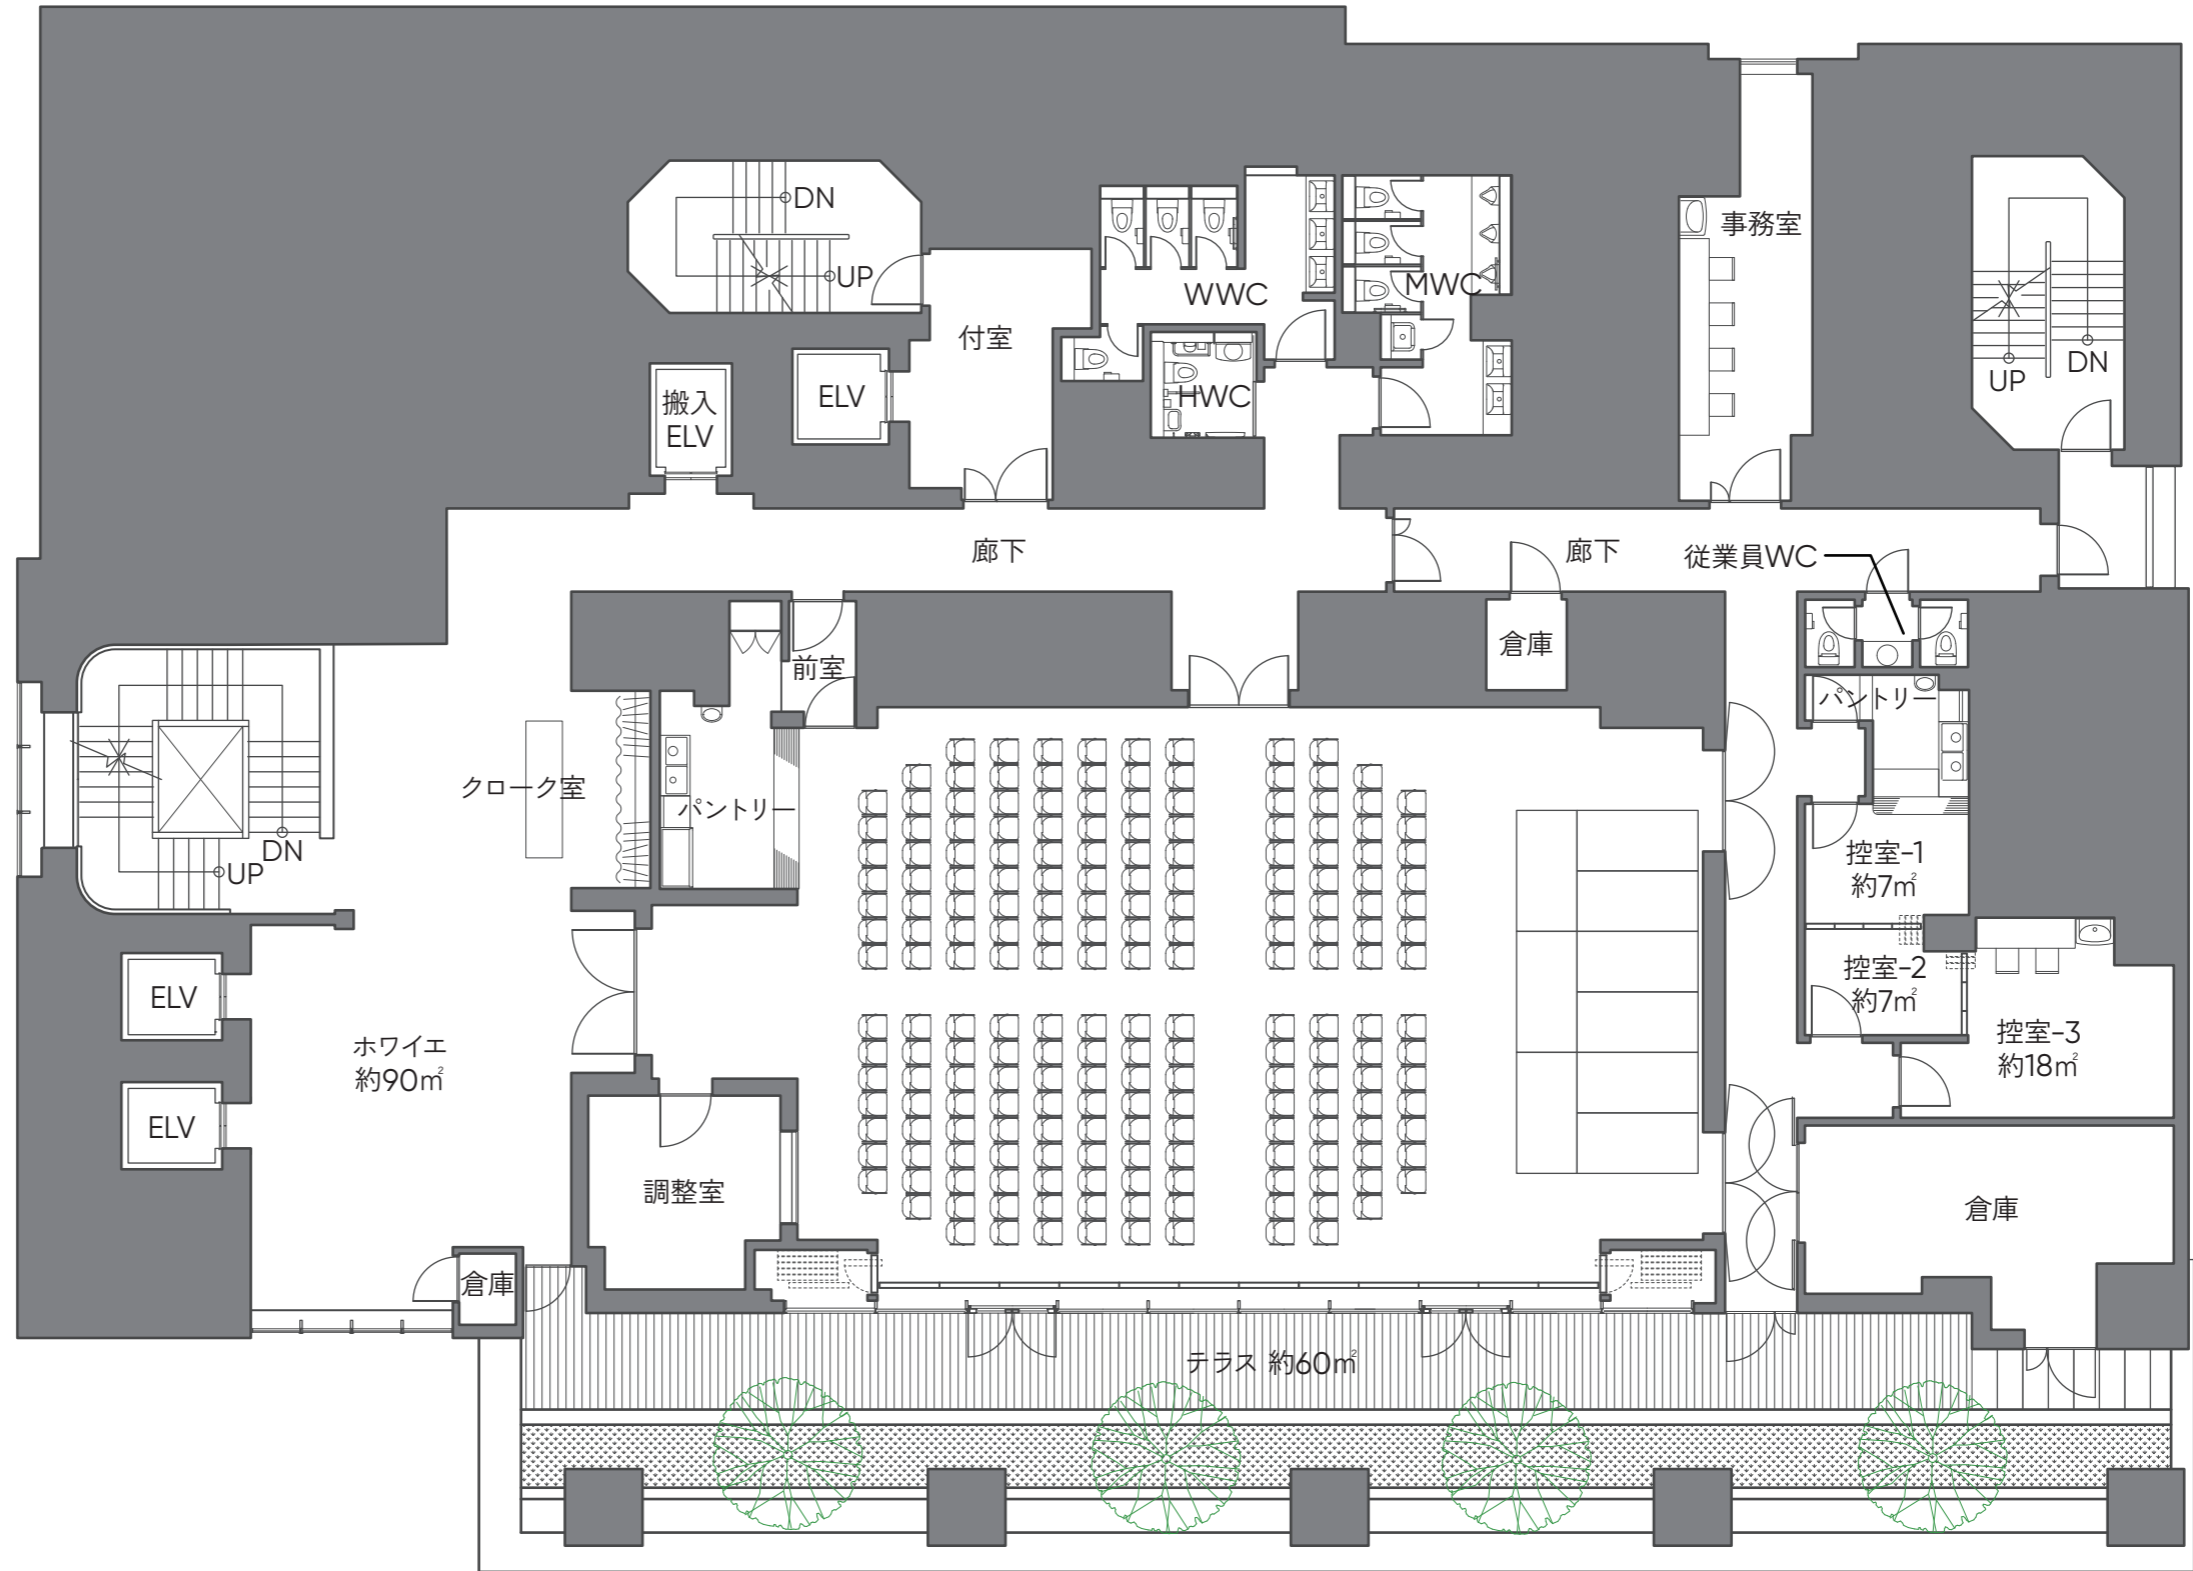 DN
UP
付室
ELV
搬入
ELV
WWC
HWC
MWC
事務室
UP
DN
廊下
廊下
従業員WC
倉庫
前室
パントリー
クローク室
パントリー
DN
UP
控室-1
約7㎡
控室-2
約7㎡
控室-3
約18㎡
ELV
ELV
ホワイエ
約90㎡
調整室
倉庫
倉庫
テラス 約60㎡